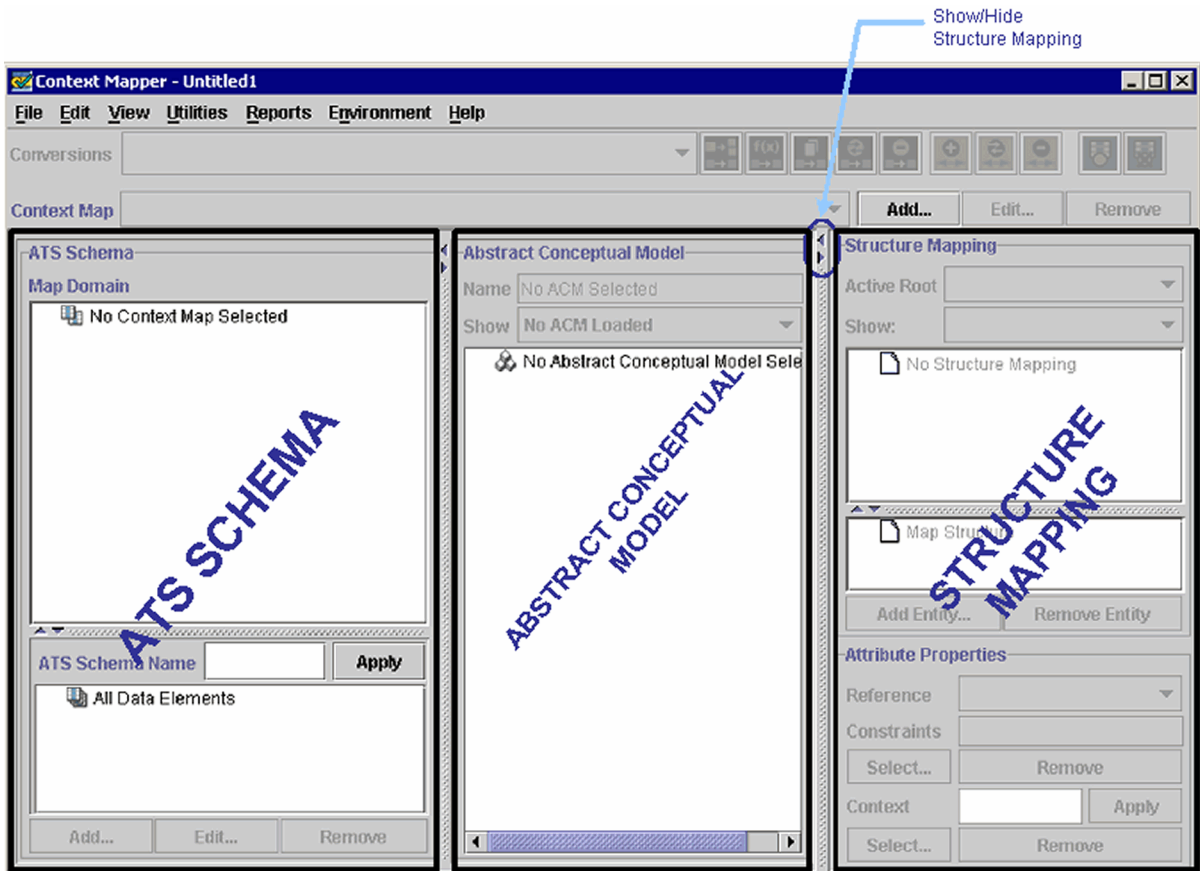 Show/Hide
Structure Mapping
Context Mapper - Untitled1
File Edit View Utilities Reports Environment Help
Conversions f(x)
Context Map Add... Edit... Remove
ATS Schema
Map Domain
No Context Map Selected
ATS SCHEMA
ATS Schema Name Apply
All Data Elements
Add... Edit... Remove
Abstract Conceptual Model
Name No ACM Selected
Show No ACM Loaded
No Abstract Conceptual Model Sele
ABSTRACT CONCEPTUAL
MODEL
Structure Mapping
Active Root
Show:
No Structure Mapping
STRUCTURE
MAPPING
Map Structure
Add Entity... Remove Entity
Attribute Properties
Reference
Constraints
Select... Remove
Context Apply
Select... Remove